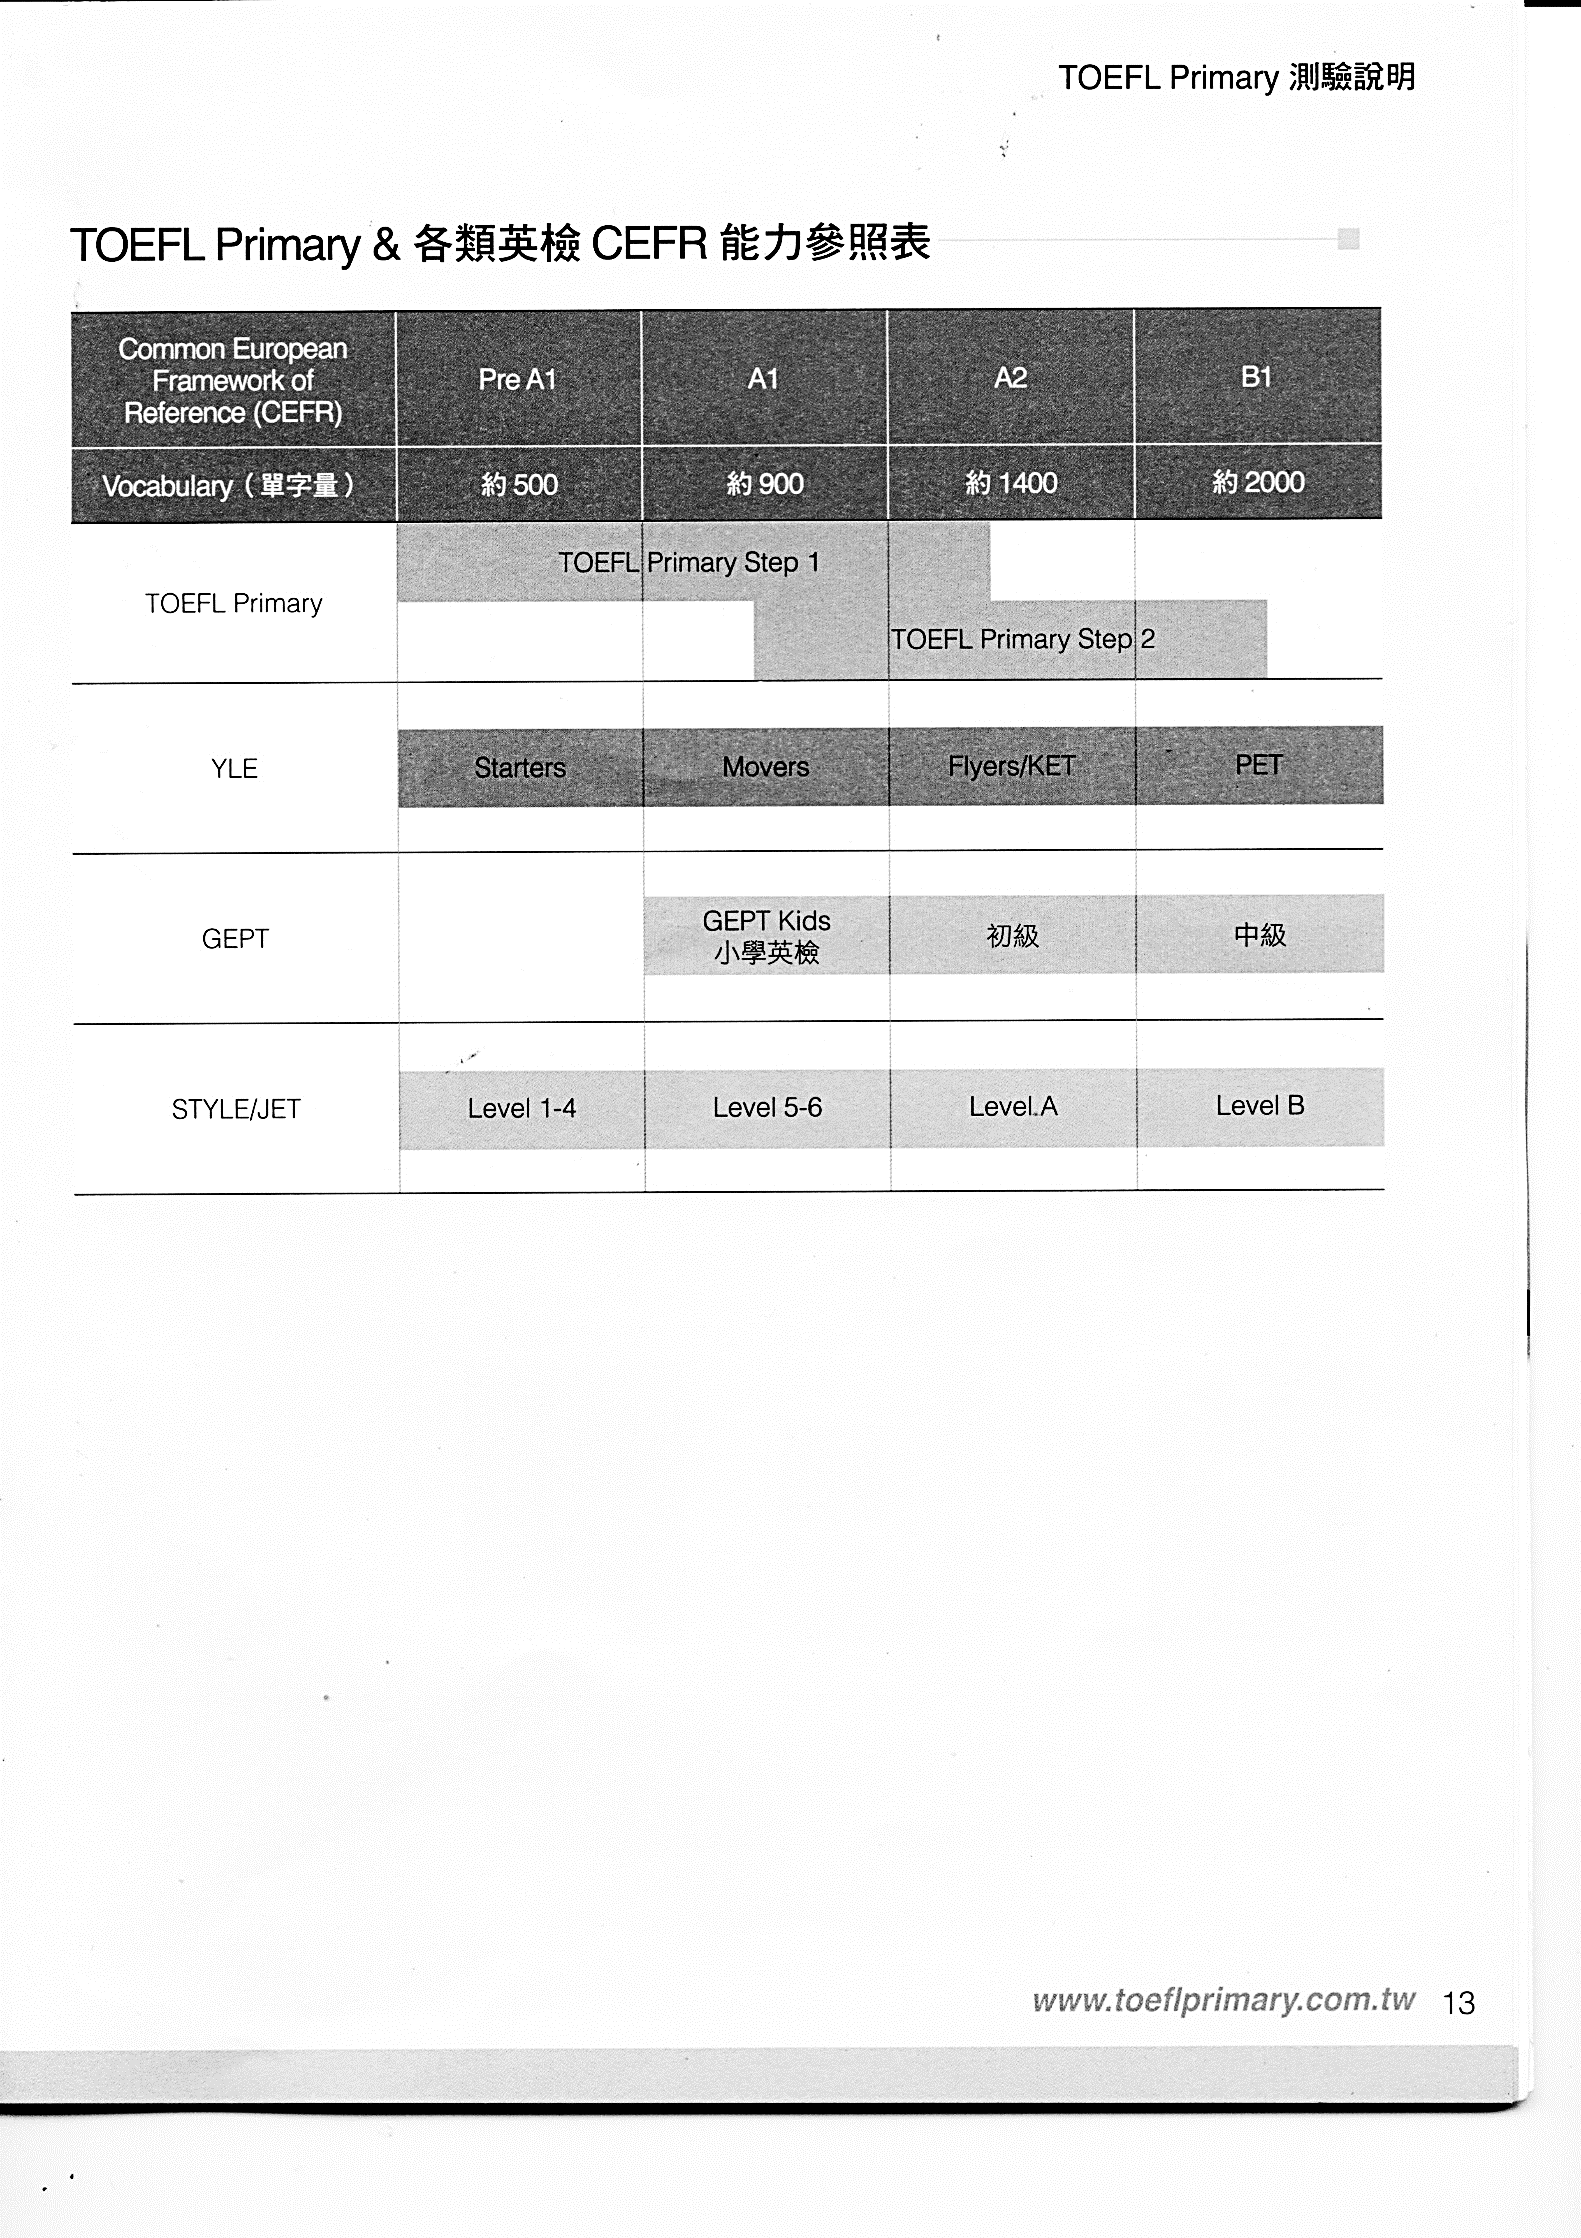 TOEFL Primary 測驗說明
TOEFL Primary & 各類英檢 CEFR 能力參照表
Common European
Framework of
Reference (CEFR)
Pre A1
A1
A2
B1
Vocabulary（單字量）
約 500
約 900
約 1400
約 2000
TOEFL Primary
TOEFL Primary Step 1
TOEFL Primary Step 2
YLE
Starters
Movers
Flyers/KET
PET
GEPT
GEPT Kids
小學英檢
初級
中級
STYLE/JET
Level 1-4
Level 5-6
Level A
Level B
www.toeflprimary.com.tw 13